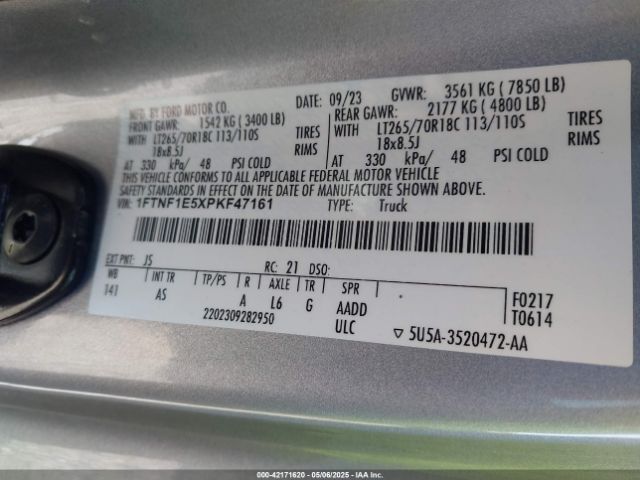 MFD. BY FORD MOTOR CO.
DATE: 09/23 GVWR: 3561 KG ( 7850 LB)
FRONT GAWR: 1542 KG ( 3400 LB)
REAR GAWR: 2177 KG ( 4800 LB)
WITH LT265/70R18C 113/110S TIRES
18x8.5J RIMS
AT 330 kPa/ 48 PSI COLD
WITH LT265/70R18C 113/110S TIRES
18x8.5J RIMS
AT 330 kPa/ 48 PSI COLD
THIS VEHICLE CONFORMS TO ALL APPLICABLE FEDERAL MOTOR VEHICLE
SAFETY STANDARDS IN EFFECT ON THE DATE OF MANUFACTURE SHOWN ABOVE.
VIN: 1FTNF1E5XPKF47161 TYPE: Truck
EXT PNT: JS RC: 21 DSO:
WB INT TR TP/PS R AXLE TR SPR
141 AS A L6 G AADD
2202309282950 ULC
F0217
T0614
▽ 5U5A-3520472-AA
000-42171620 05/06/2025 IAAI, Inc.